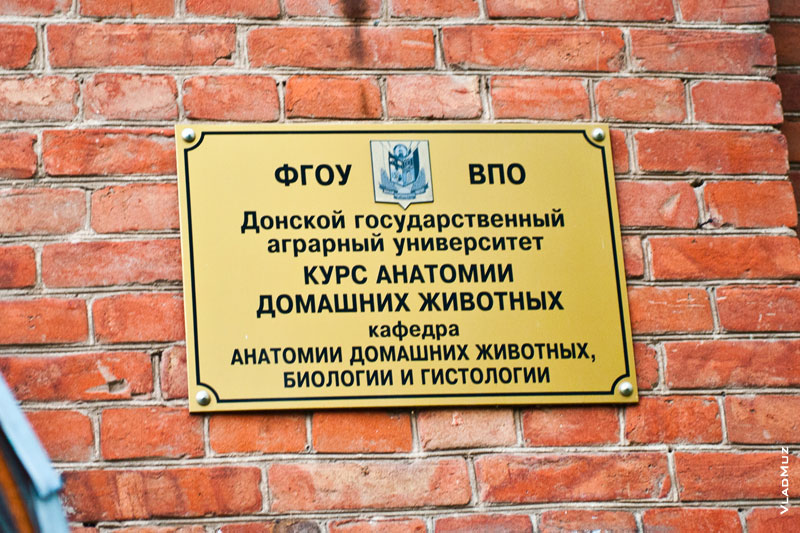 ФГОУ ВПО
Донской государственный
аграрный университет
КУРС АНАТОМИИ
ДОМАШНИХ ЖИВОТНЫХ
кафедра
АНАТОМИИ ДОМАШНИХ ЖИВОТНЫХ,
БИОЛОГИИ И ГИСТОЛОГИИ
VLADMUZ